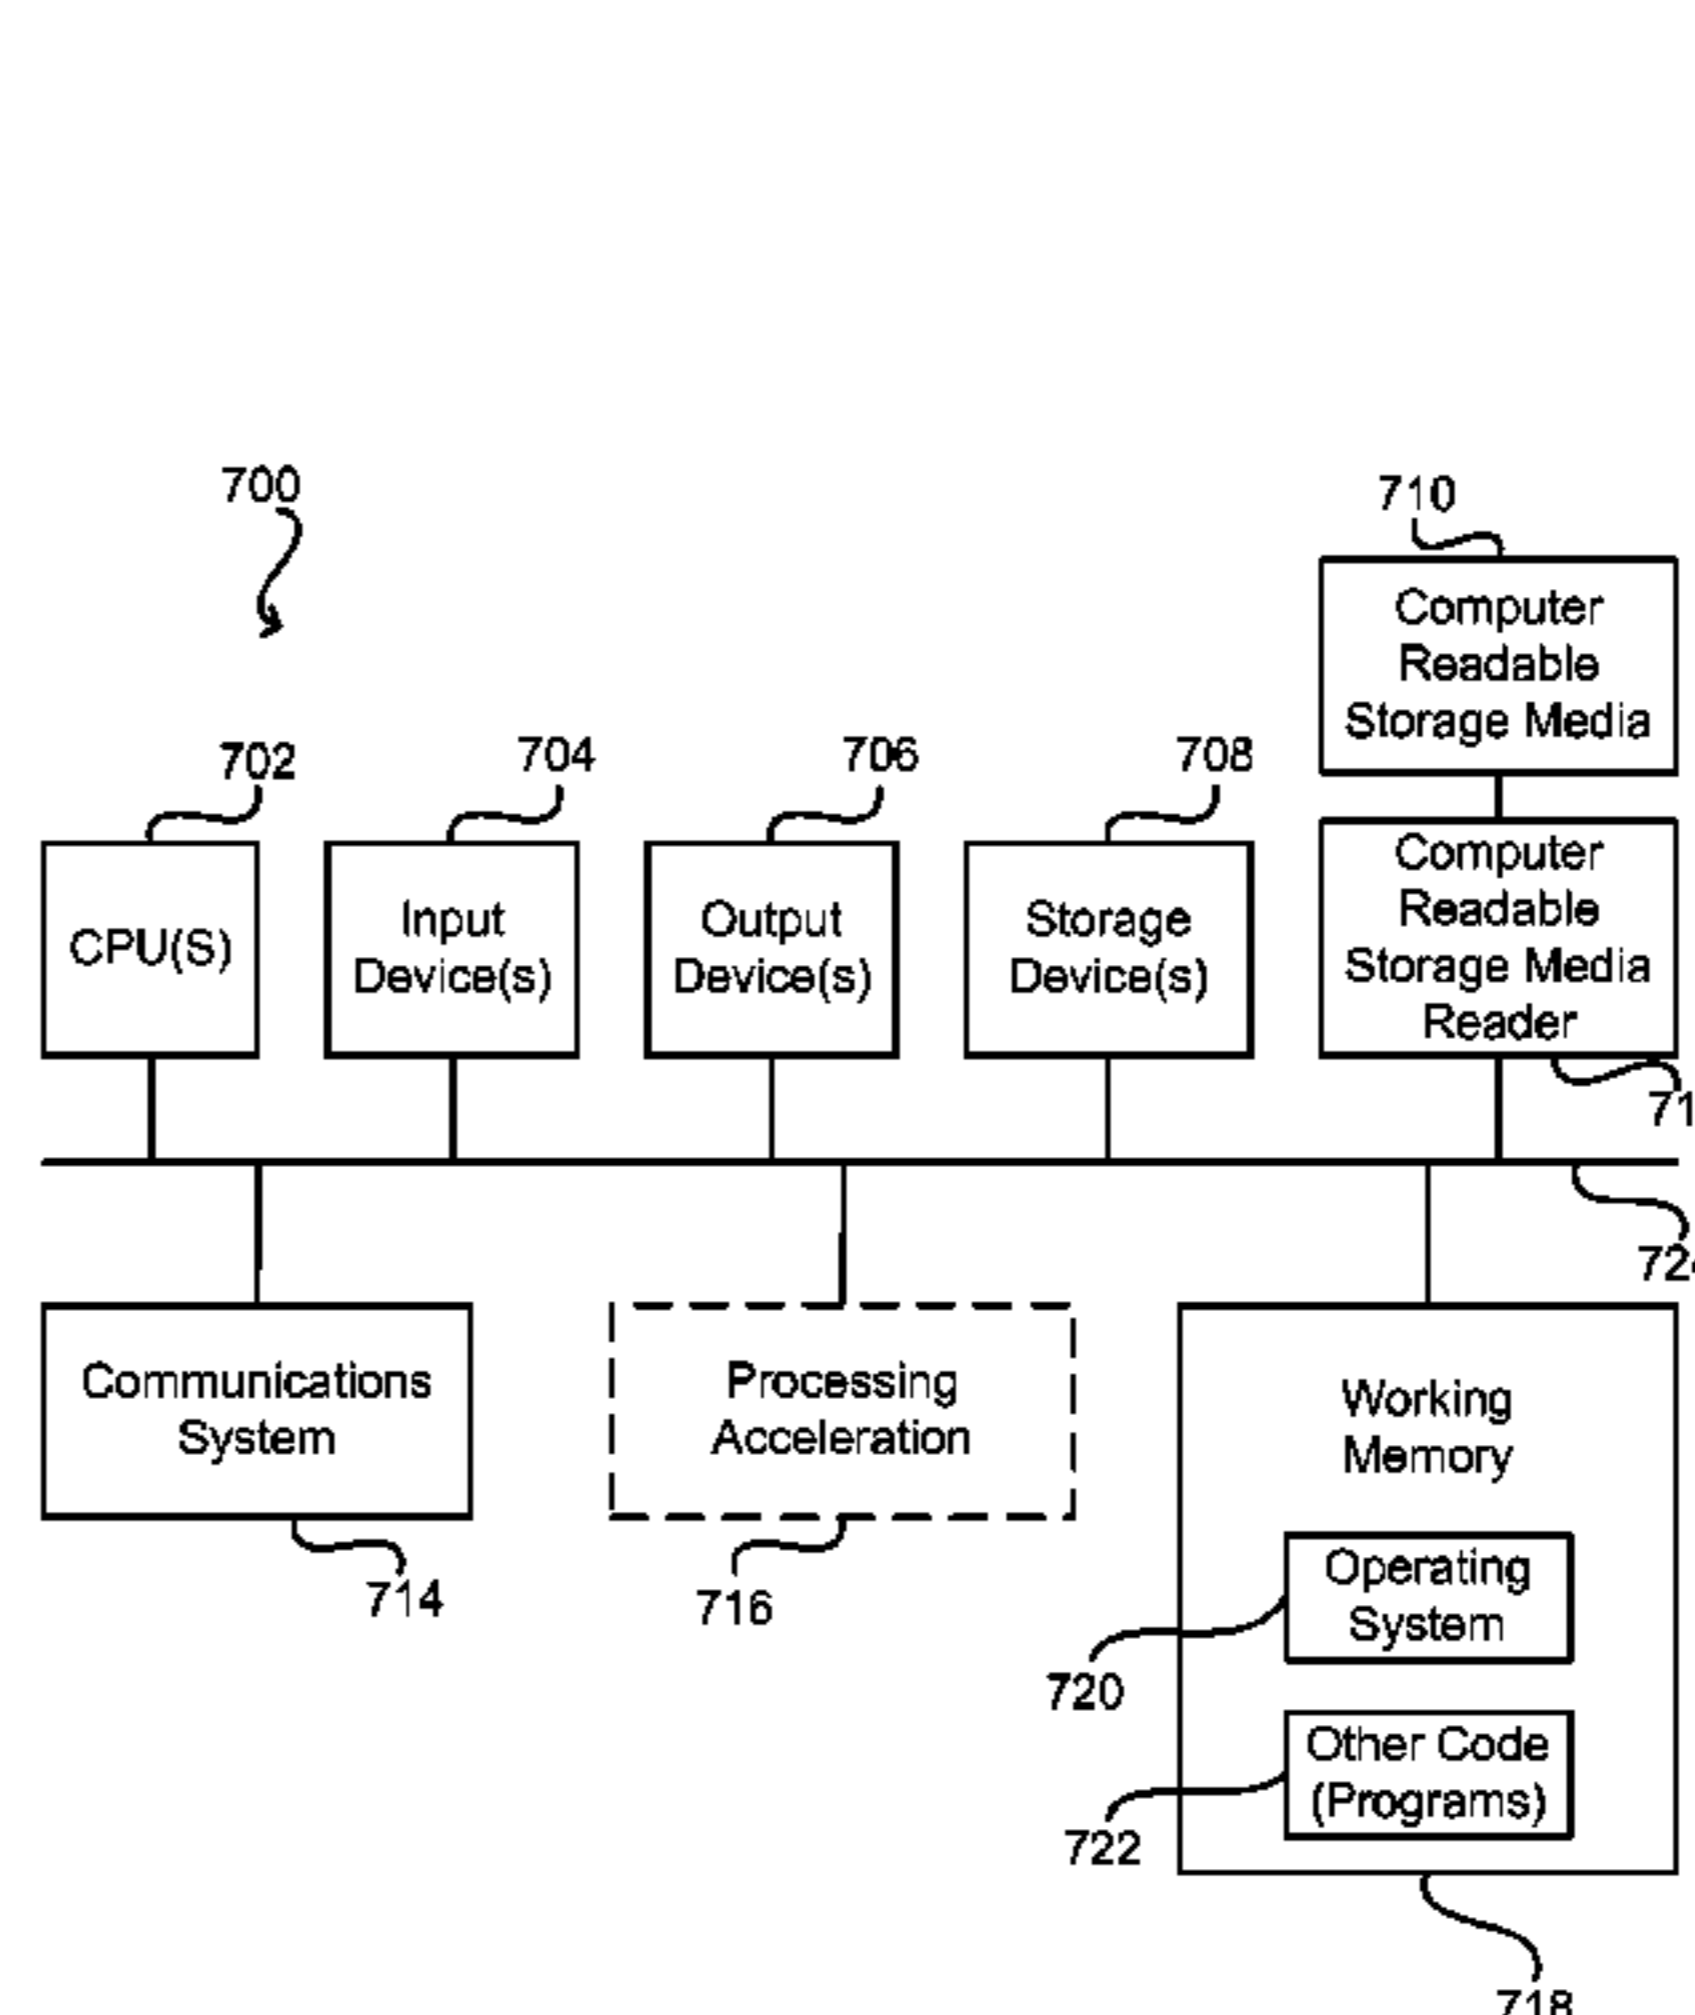 700
710
Computer
Readable
Storage Media
702
704
706
708
CPU(S)
Input
Device(s)
Output
Device(s)
Storage
Device(s)
Computer
Readable
Storage Media
Reader
Communications
System
Processing
Acceleration
Working
Memory
714
716
Operating
System
720
Other Code
(Programs)
722
718